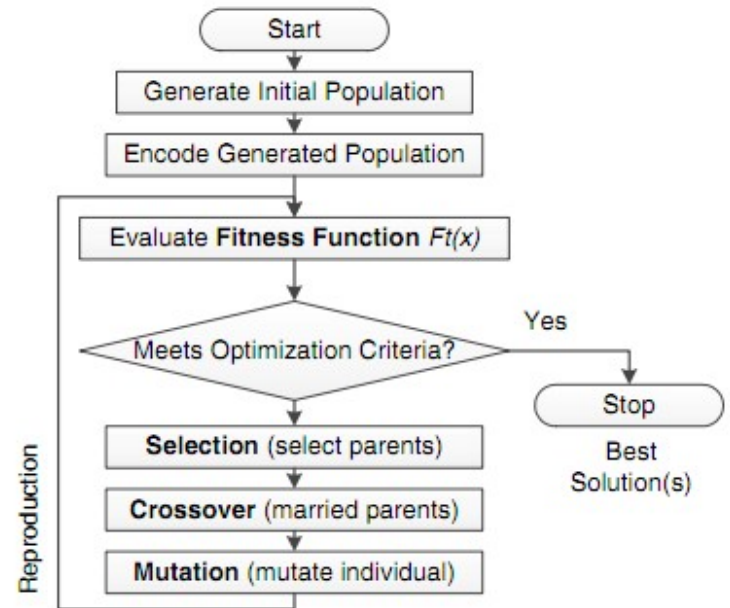 Start
Generate Initial Population
Encode Generated Population
Evaluate Fitness Function Ft(x)
Meets Optimization Criteria?
Yes
Stop
Best
Solution(s)
Selection (select parents)
Crossover (married parents)
Mutation (mutate individual)
Reproduction